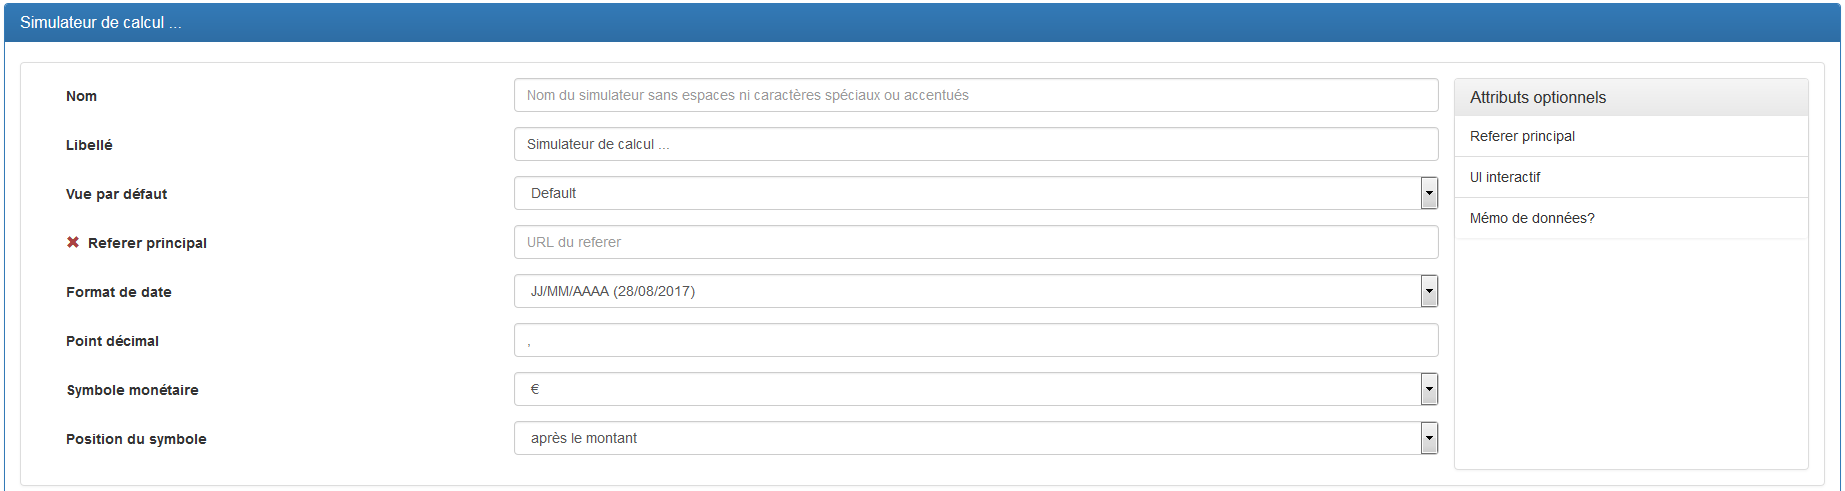 Simulateur de calcul ...
Nom
Nom du simulateur sans espaces ni caractères spéciaux ou accentués
Libellé
Simulateur de calcul ...
Vue par défaut
Default
Referer principal
URL du referer
Format de date
JJ/MM/AAAA (28/08/2017)
Point décimal
,
Symbole monétaire
€
Position du symbole
après le montant
Attributs optionnels
Referer principal
UI interactif
Mémo de données?